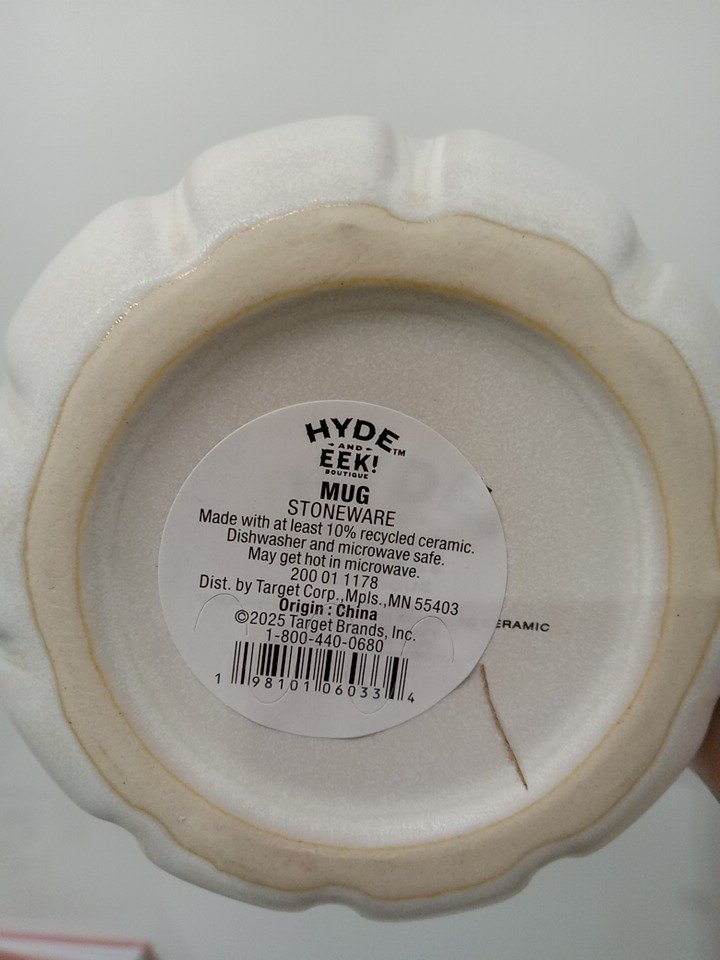 HYDE™
AND
EEK!
BOUTIQUE
MUG
STONEWARE
Made with at least 10% recycled ceramic.
Dishwasher and microwave safe.
May get hot in microwave.
200 01 1178
Dist. by Target Corp.,Mpls.,MN 55403
Origin : China
©2025 Target Brands, Inc.
1-800-440-0680
1 98101 06033 4
ERAMIC